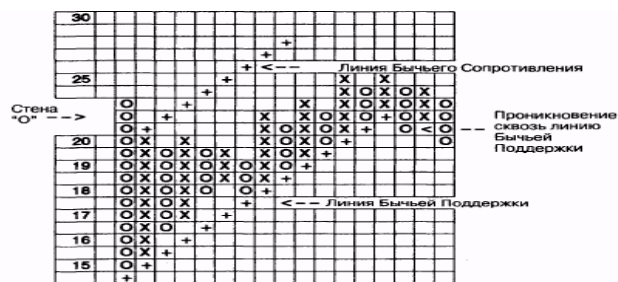 30
Линия Бычьего Сопротивления
25
Стена
"О" -->
Проникновение
сквозь линию
Бычьей
Поддержки
20
19
18
Линия Бычьей Поддержки
17
16
15